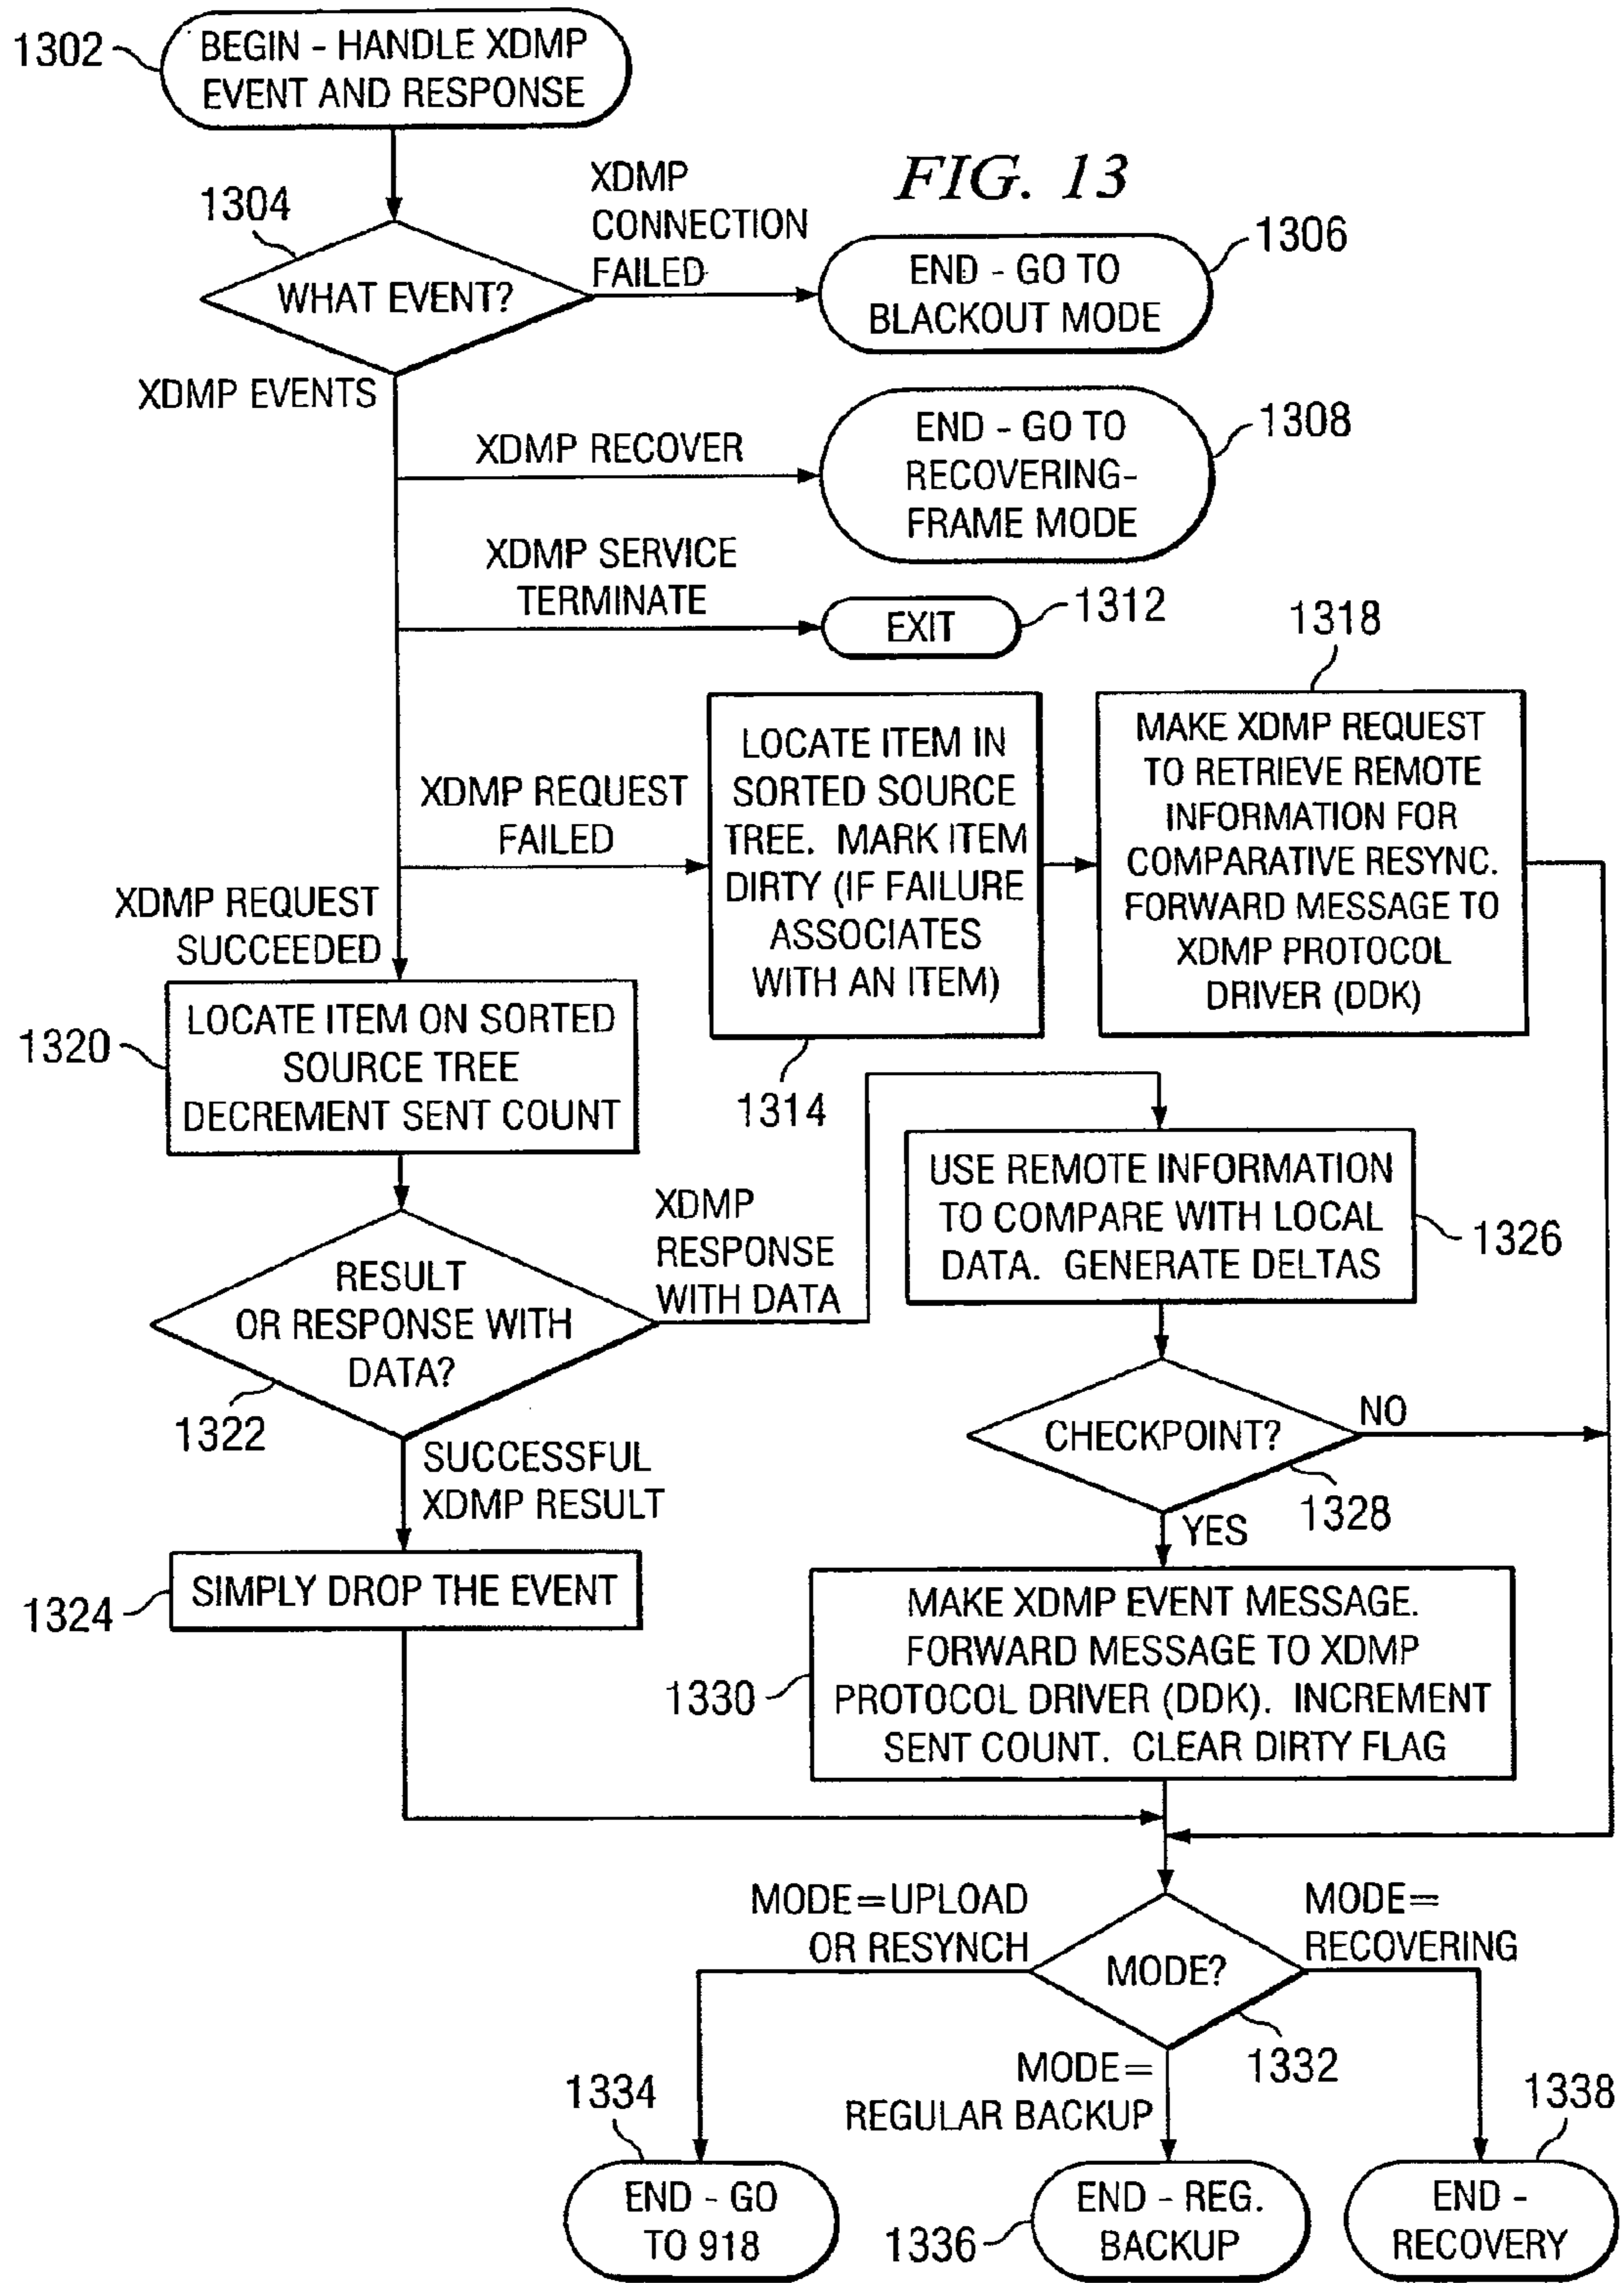 1302
BEGIN - HANDLE XDMP
EVENT AND RESPONSE
FIG. 13
1304
WHAT EVENT?
XDMP
CONNECTION
FAILED
END - GO TO
BLACKOUT MODE
1306
XDMP EVENTS
XDMP RECOVER
END - GO TO
RECOVERING-
FRAME MODE
1308
XDMP SERVICE
TERMINATE
EXIT
1312
XDMP REQUEST
FAILED
LOCATE ITEM IN
SORTED SOURCE
TREE. MARK ITEM
DIRTY (IF FAILURE
ASSOCIATES
WITH AN ITEM)
1314
1318
MAKE XDMP REQUEST
TO RETRIEVE REMOTE
INFORMATION FOR
COMPARATIVE RESYNC.
FORWARD MESSAGE TO
XDMP PROTOCOL
DRIVER (DDK)
XDMP REQUEST
SUCCEEDED
1320
LOCATE ITEM ON SORTED
SOURCE TREE
DECREMENT SENT COUNT
RESULT
OR RESPONSE WITH
DATA?
1322
XDMP
RESPONSE
WITH DATA
USE REMOTE INFORMATION
TO COMPARE WITH LOCAL
DATA. GENERATE DELTAS
1326
CHECKPOINT?
NO
1328
YES
SUCCESSFUL
XDMP RESULT
1324
SIMPLY DROP THE EVENT
1330
MAKE XDMP EVENT MESSAGE.
FORWARD MESSAGE TO XDMP
PROTOCOL DRIVER (DDK). INCREMENT
SENT COUNT. CLEAR DIRTY FLAG
MODE=UPLOAD
OR RESYNCH
MODE?
MODE=
RECOVERING
1332
MODE=
REGULAR BACKUP
1334
END - GO
TO 918
1336
END - REG.
BACKUP
1338
END -
RECOVERY